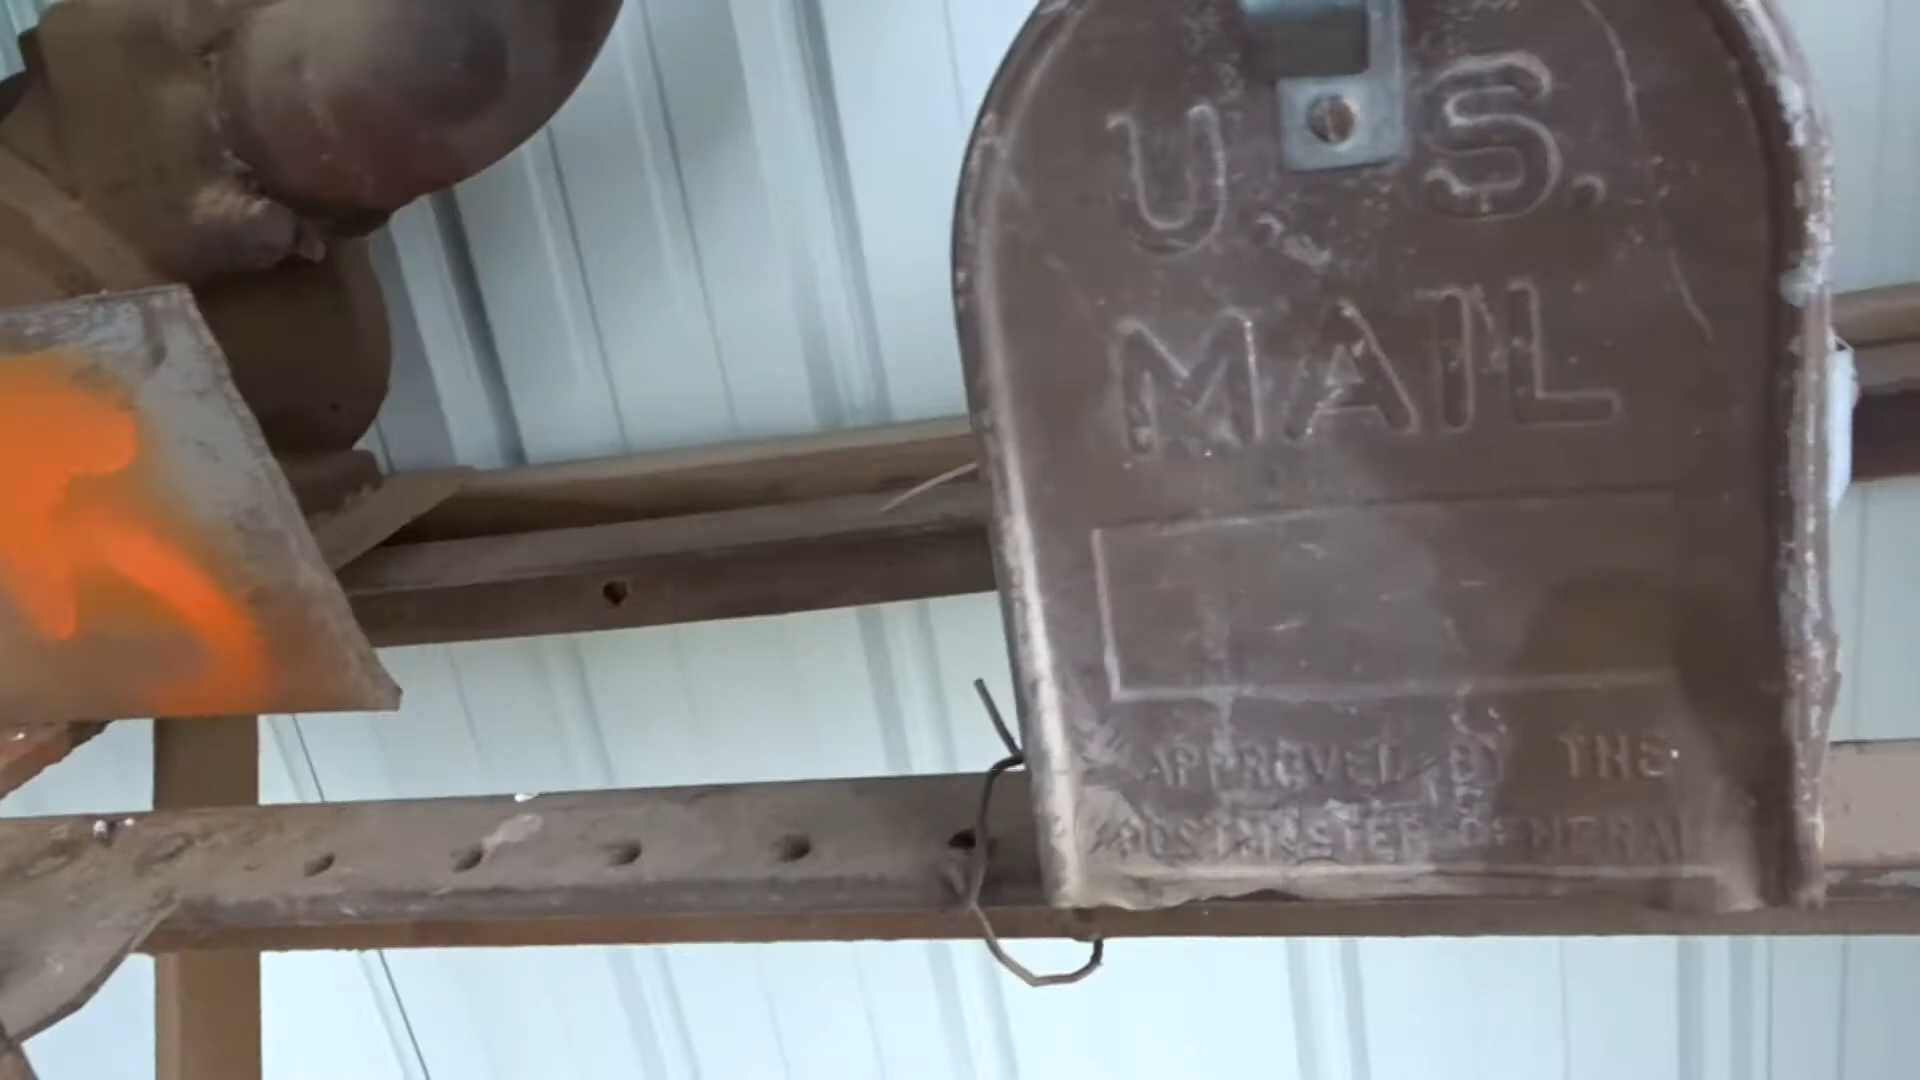 U. S.
MAIL
APPROVED BY THE
POSTMASTER GENERAL